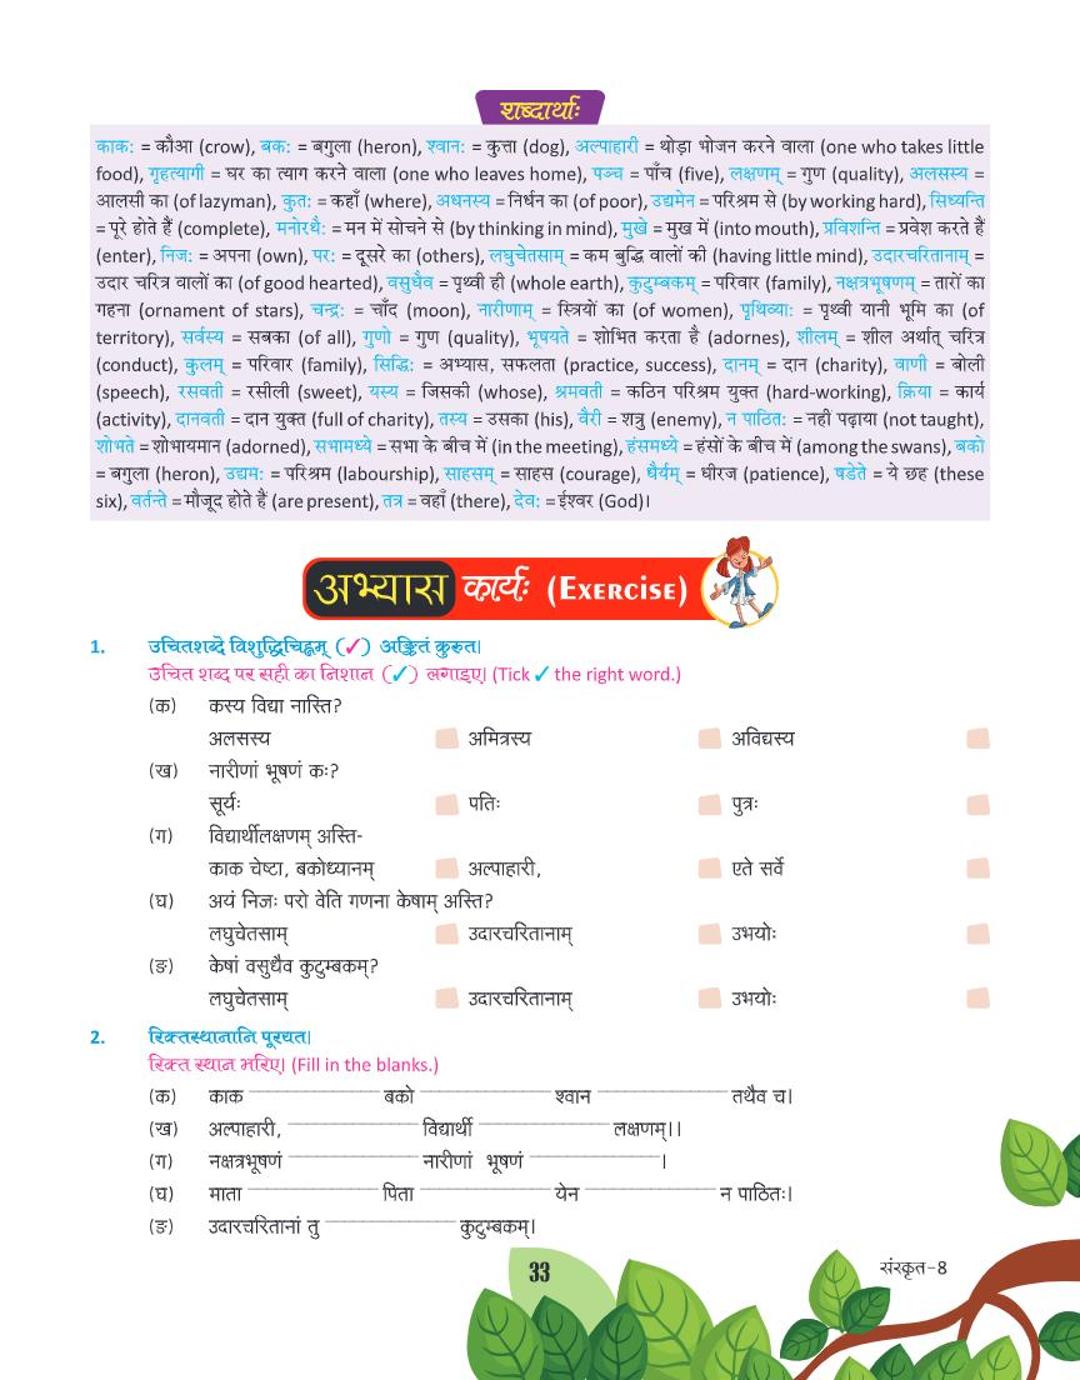 शब्दार्थाः
काक: = कौआ (crow), बक: = बगुला (heron), श्वान: = कुत्ता (dog), अल्पाहारी = थोड़ा भोजन करने वाला (one who takes little
food), गृहत्यागी = घर का त्याग करने वाला (one who leaves home), पञ्च = पाँच (five), लक्षणम् = गुण (quality), अलसस्य =
आलसी का (of lazyman), कुत: = कहाँ (where), अधनस्य = निर्धन का (of poor), उद्यमेन = परिश्रम से (by working hard), सिध्यन्ति
= पूरे होते हैं (complete), मनोरथै: = मन में सोचने से (by thinking in mind), मुखे = मुख में (into mouth), प्रविशन्ति = प्रवेश करते हैं
(enter), निज: = अपना (own), पर: = दूसरे का (others), लघुचेतसाम् = कम बुद्धि वालों की (having little mind), उदारचरितानाम् =
उदार चरित्र वालों का (of good hearted), वसुधैव = पृथ्वी ही (whole earth), कुटुम्बकम् = परिवार (family), नक्षत्रभूषणम् = तारों का
गहना (ornament of stars), चन्द्र: = चाँद (moon), नारीणाम् = स्त्रियों का (of women), पृथिव्या: = पृथ्वी यानी भूमि का (of
territory), सर्वस्य = सबका (of all), गुणो = गुण (quality), भूषयते = शोभित करता है (adornes), शीलम् = शील अर्थात् चरित्र
(conduct), कुलम् = परिवार (family), सिद्धि: = अभ्यास, सफलता (practice, success), दानम् = दान (charity), वाणी = बोली
(speech), रसवती = रसीली (sweet), यस्य = जिसकी (whose), श्रमवती = कठिन परिश्रम युक्त (hard-working), क्रिया = कार्य
(activity), दानवती = दान युक्त (full of charity), तस्य = उसका (his), वैरी = शत्रु (enemy), न पाठित: = नहीं पढ़ाया (not taught),
शोभते = शोभायमान (adorned), सभामध्ये = सभा के बीच में (in the meeting), हंसमध्ये = हंसों के बीच में (among the swans), बको
= बगुला (heron), उद्यम: = परिश्रम (labourship), साहसम् = साहस (courage), धैर्यम् = धीरज (patience), षडेते = ये छह (these
six), वर्तन्ते = मौजूद होते हैं (are present), तत्र = वहाँ (there), देव: = ईश्वर (God)।
अभ्यास कार्यः (EXERCISE)
1. उचितशब्दे विशुद्धिचिह्नम् (✓) अङ्कितं कुरुत।
उचित शब्द पर सही का निशान (✓) लगाइए। (Tick ✓ the right word.)
(क) कस्य विद्या नास्ति?
अलसस्य अमित्रस्य अविद्यस्य
(ख) नारीणां भूषणं कः?
सूर्यः पतिः पुत्रः
(ग) विद्यार्थीलक्षणम् अस्ति-
काक चेष्टा, बकोध्यानम् अल्पाहारी, एते सर्वे
(घ) अयं निजः परो वेति गणना केषाम् अस्ति?
लघुचेतसाम् उदारचरितानाम् उभयोः
(ङ) केषां वसुधैव कुटुम्बकम्?
लघुचेतसाम् उदारचरितानाम् उभयोः
2. रिक्तस्थानानि पूरयत।
रिक्त स्थान भरिए। (Fill in the blanks.)
(क) काक बको श्वान तथैव च।
(ख) अल्पाहारी, विद्यार्थी लक्षणम्।।
(ग) नक्षत्रभूषणं नारीणां भूषणं ।
(घ) माता पिता येन न पाठितः।
(ङ) उदारचरितानां तु कुटुम्बकम्।
33
संस्कृत-8